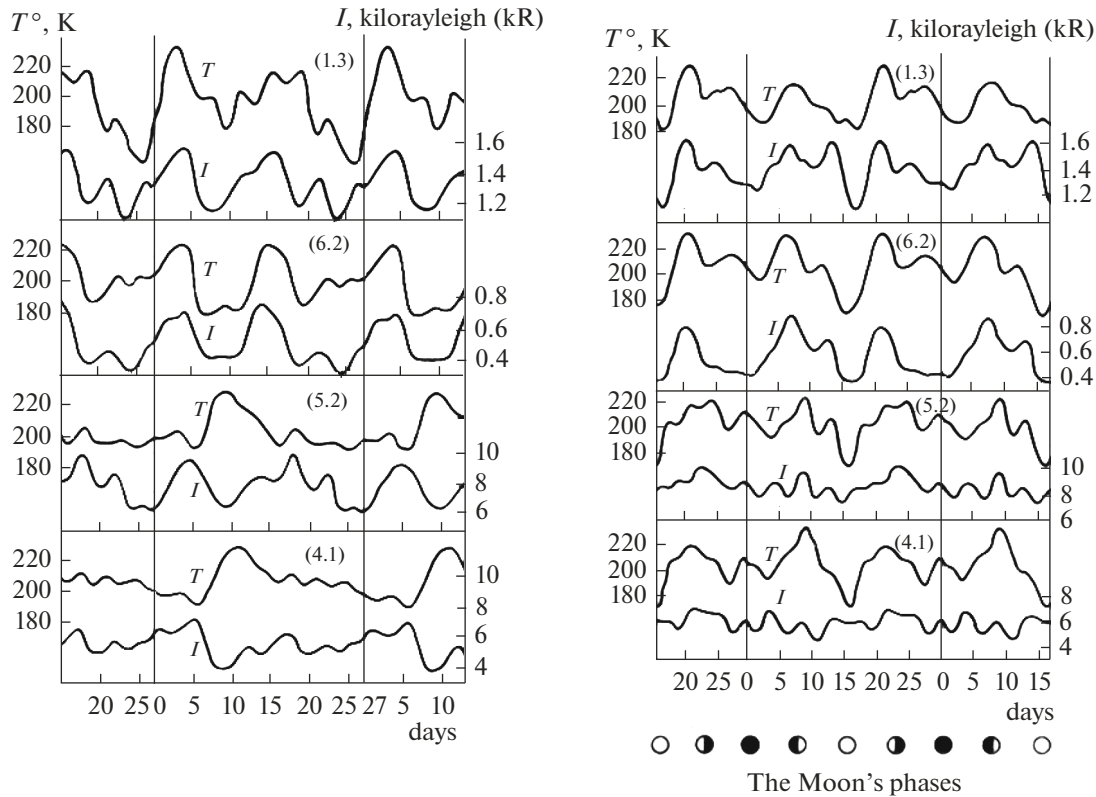 T°, K
I, kilorayleigh (kR)
220
200
180
T
(1.3)
1.6
1.4
1.2
I
220
200
180
T
(6.2)
0.8
0.6
0.4
I
220
200
180
T
(5.2)
10
8
6
I
220
200
180
T
(4.1)
10
8
6
4
I
20 25 0 5 10 15 20 25 27 5 10
days
T°, K
I, kilorayleigh (kR)
220
200
180
T
(1.3)
1.6
1.4
1.2
I
220
200
180
T
(6.2)
0.8
0.6
0.4
I
220
200
180
T
(5.2)
10
8
6
I
220
200
180
T
(4.1)
8
6
4
I
20 25 0 5 10 15 20 25 0 5 10 15
days
The Moon's phases